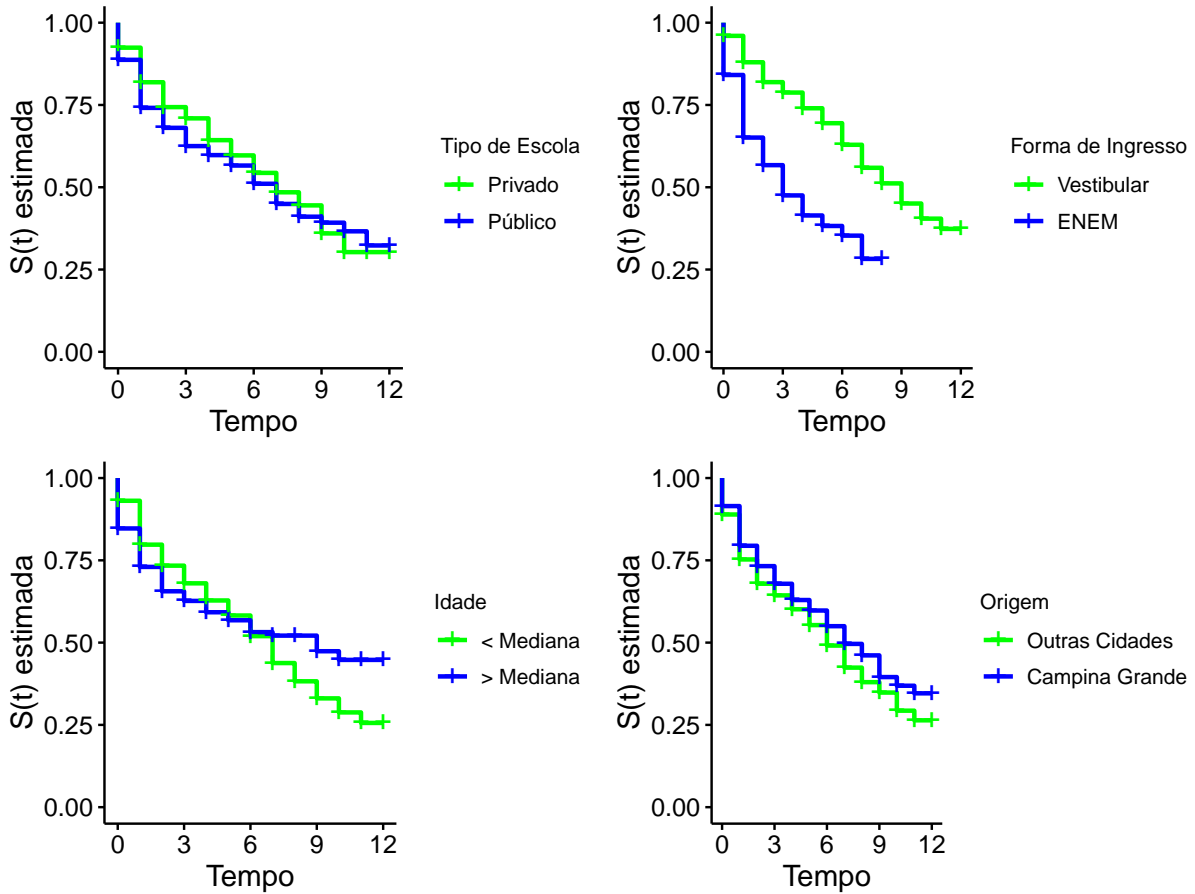 S(t) estimada
1.00
0.75
0.50
0.25
0.00
0 3 6 9 12
Tempo
Tipo de Escola
Privado
Público
S(t) estimada
1.00
0.75
0.50
0.25
0.00
0 3 6 9 12
Tempo
Forma de Ingresso
Vestibular
ENEM
S(t) estimada
1.00
0.75
0.50
0.25
0.00
0 3 6 9 12
Tempo
Idade
< Mediana
> Mediana
S(t) estimada
1.00
0.75
0.50
0.25
0.00
0 3 6 9 12
Tempo
Origem
Outras Cidades
Campina Grande